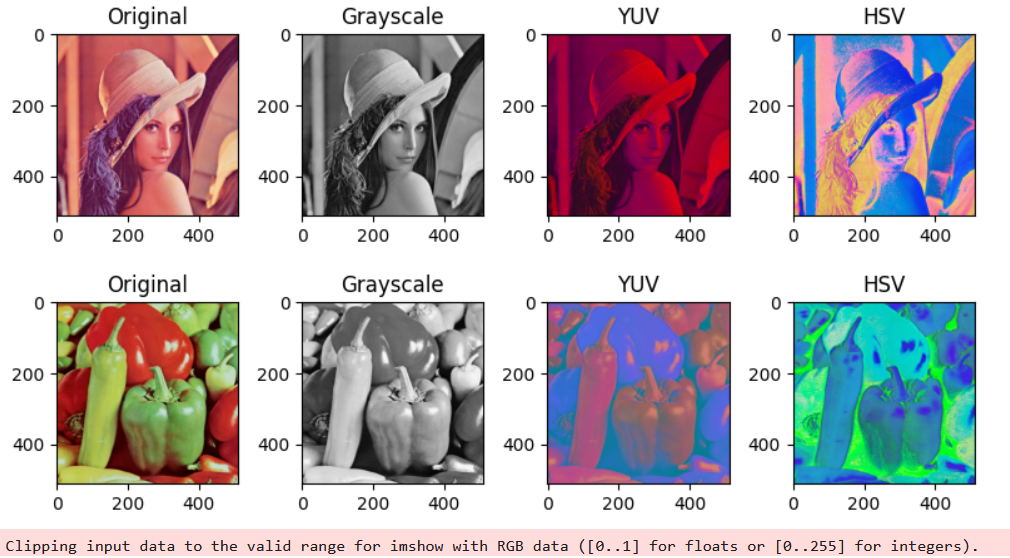 Original Grayscale YUV HSV
0 0 0 0
200 200 200 200
400 400 400 400
0 200 400 0 200 400 0 200 400 0 200 400
Original Grayscale YUV HSV
0 0 0 0
200 200 200 200
400 400 400 400
0 200 400 0 200 400 0 200 400 0 200 400
Clipping input data to the valid range for imshow with RGB data ([0..1] for floats or [0..255] for integers).